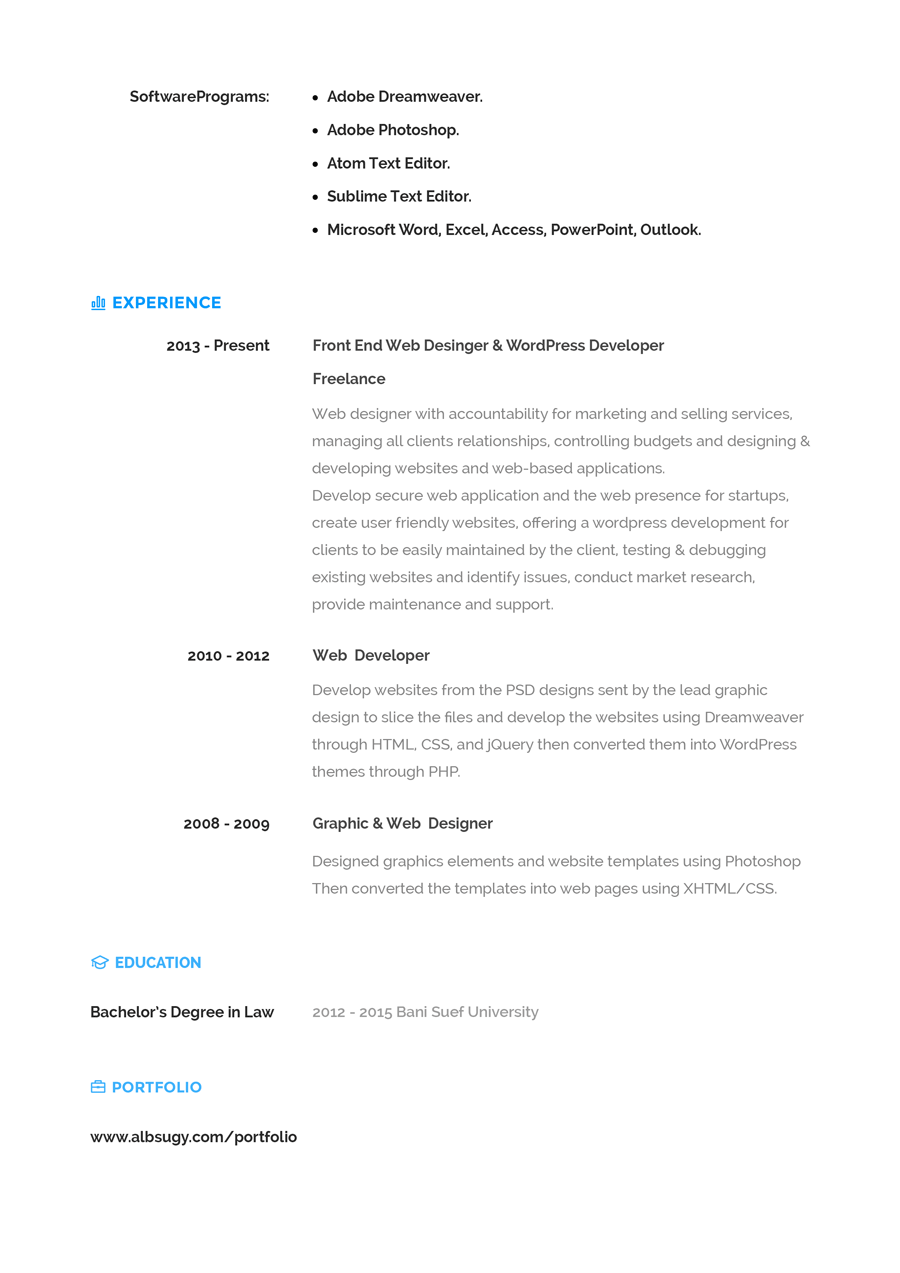 SoftwarePrograms:
• Adobe Dreamweaver.
• Adobe Photoshop.
• Atom Text Editor.
• Sublime Text Editor.
• Microsoft Word, Excel, Access, PowerPoint, Outlook.
EXPERIENCE
2013 - Present
Front End Web Desinger & WordPress Developer
Freelance
Web designer with accountability for marketing and selling services,
managing all clients relationships, controlling budgets and designing &
developing websites and web-based applications.
Develop secure web application and the web presence for startups,
create user friendly websites, offering a wordpress development for
clients to be easily maintained by the client, testing & debugging
existing websites and identify issues, conduct market research,
provide maintenance and support.
2010 - 2012
Web Developer
Develop websites from the PSD designs sent by the lead graphic
design to slice the files and develop the websites using Dreamweaver
through HTML, CSS, and jQuery then converted them into WordPress
themes through PHP.
2008 - 2009
Graphic & Web Designer
Designed graphics elements and website templates using Photoshop
Then converted the templates into web pages using XHTML/CSS.
EDUCATION
Bachelor's Degree in Law
2012 - 2015 Bani Suef University
PORTFOLIO
www.albsugy.com/portfolio